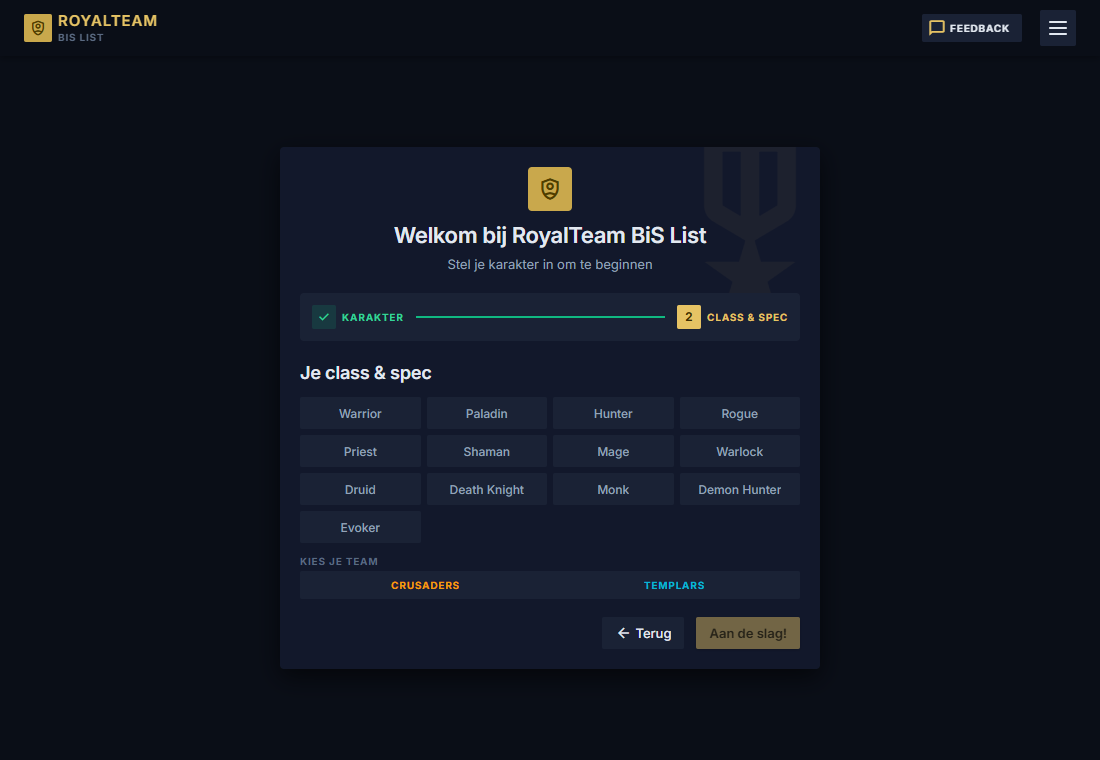 ROYALTEAM
BIS LIST
FEEDBACK
Welkom bij RoyalTeam BiS List
Stel je karakter in om te beginnen
KARAKTER
2 CLASS & SPEC
Je class & spec
Warrior Paladin Hunter Rogue
Priest Shaman Mage Warlock
Druid Death Knight Monk Demon Hunter
Evoker
KIES JE TEAM
CRUSADERS TEMPLARS
Terug Aan de slag!